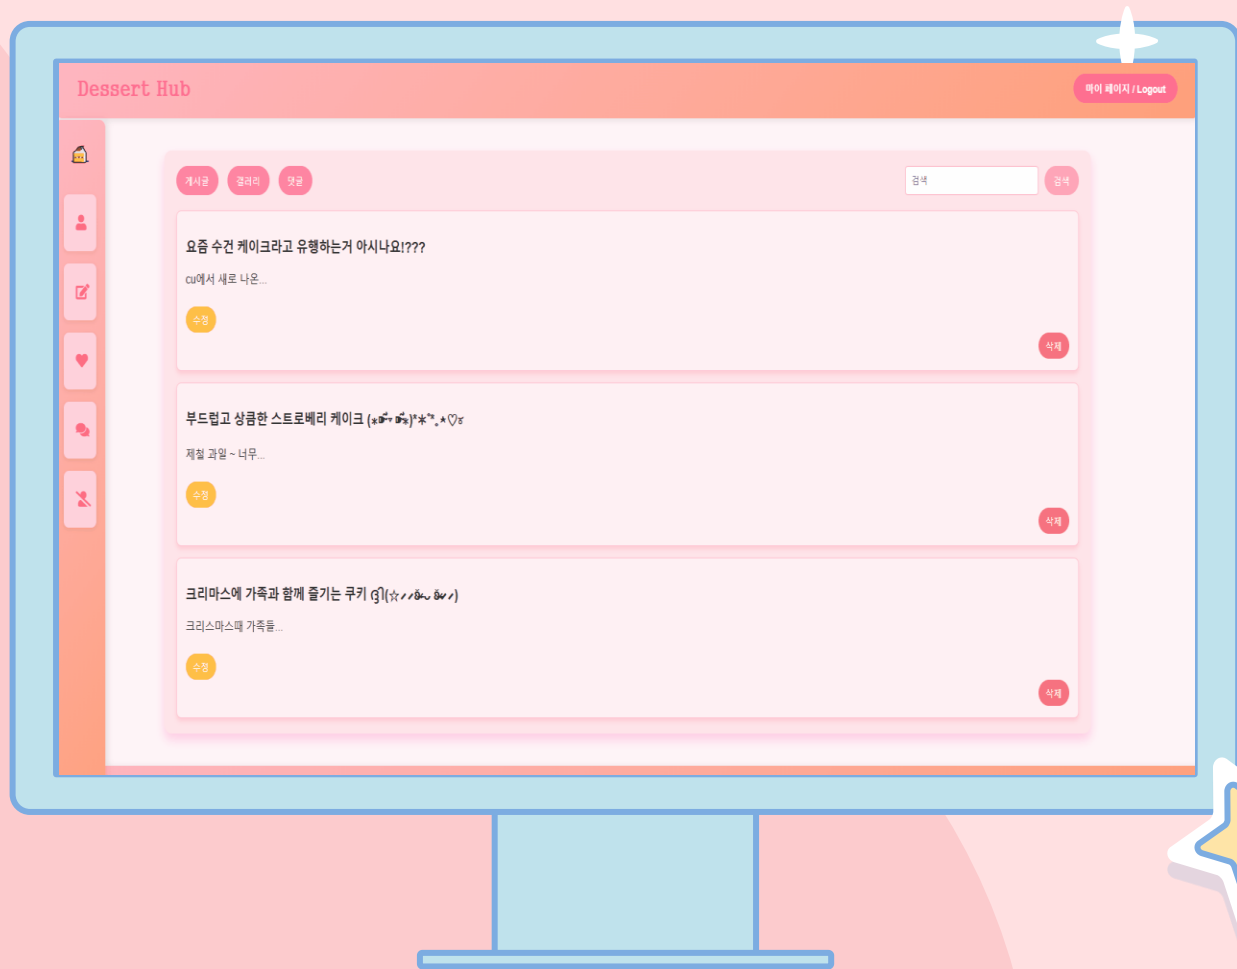 Dessert Hub
마이 페이지 / Logout
게시글 갤러리 댓글 검색 검색
요즘 수건 케이크라고 유행하는거 아시나요!???
cu에서 새로 나온...
수정
삭제
부드럽고 상큼한 스트로베리 케이크
제철 과일 ~ 너무...
수정
삭제
크리마스에 가족과 함께 즐기는 쿠키
크리스마스때 가족들...
수정
삭제